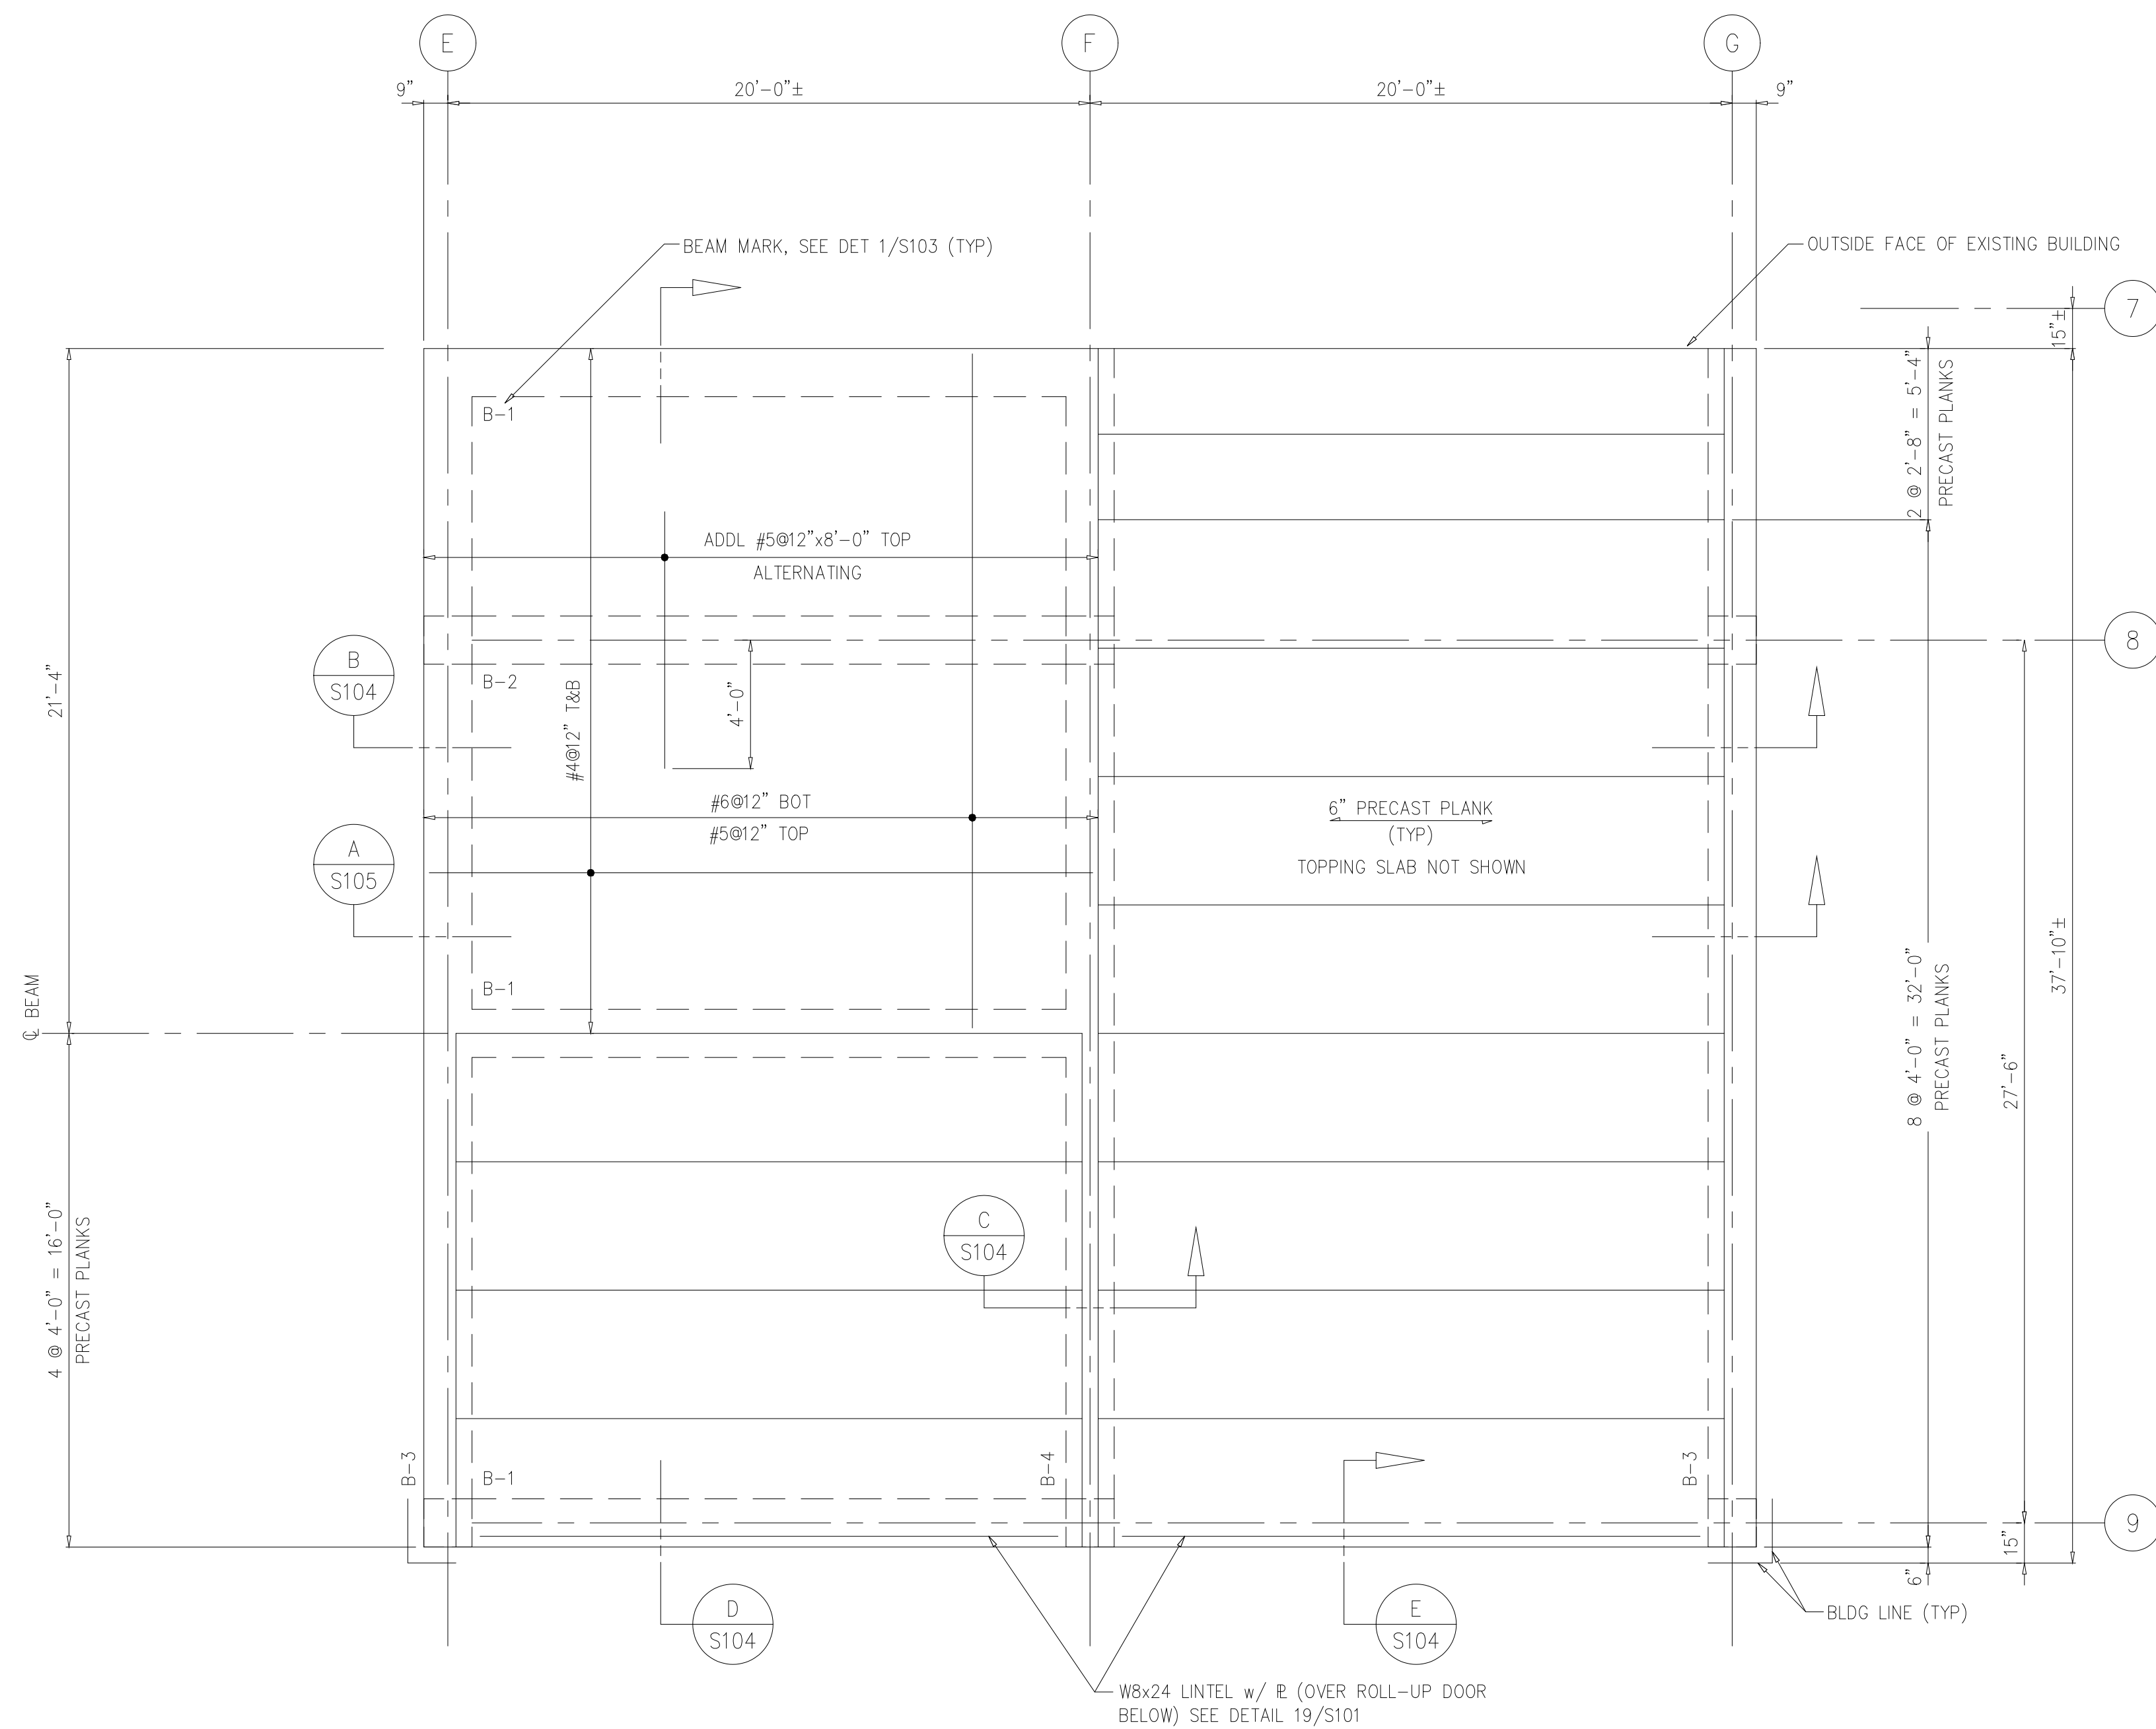 E
F
G
9"
20'-0"±
20'-0"±
9"
BEAM MARK, SEE DET 1/S103 (TYP)
OUTSIDE FACE OF EXISTING BUILDING
7
15"±
2 @ 2'-8" = 5'-4"
PRECAST PLANKS
B-1
ADDL #5@12"x8'-0" TOP
ALTERNATING
8
B
S104
B-2
21'-4"
#4@12" T&B
4'-0"
#6@12" BOT
#5@12" TOP
6" PRECAST PLANK
(TYP)
TOPPING SLAB NOT SHOWN
A
S105
B-1
℄ BEAM
8 @ 4'-0" = 32'-0"
PRECAST PLANKS
27'-6"
37'-10"±
4 @ 4'-0" = 16'-0"
PRECAST PLANKS
C
S104
B-3
B-1
B-4
B-3
9
15"
6"
D
S104
E
S104
BLDG LINE (TYP)
W8x24 LINTEL w/ ⅊ (OVER ROLL-UP DOOR
BELOW) SEE DETAIL 19/S101